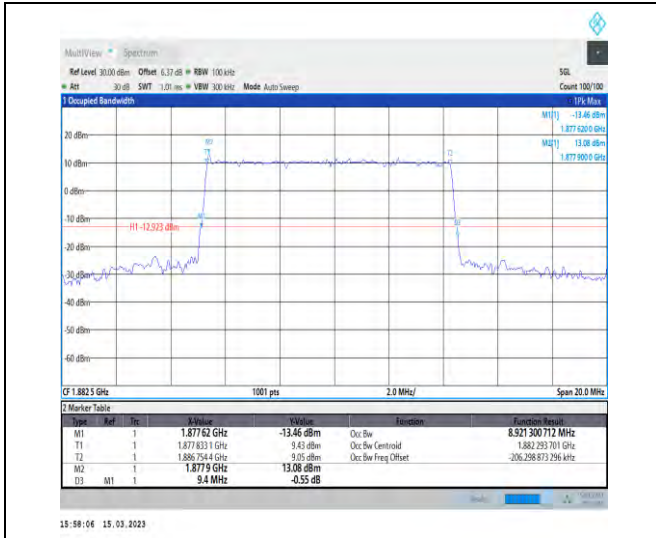 MultiView Spectrum
Ref Level 30.00 dBm Offset 6.37 dB RBW 100 kHz SGL
Att 30 dB SWT 1.01 ms VBW 300 kHz Mode Auto Sweep Count 100/100
1 Occupied Bandwidth 1Pk Max
M1[1] -13.46 dBm
1.877 620 0 GHz
M2[1] 13.08 dBm
1.877 900 0 GHz
20 dBm
M2
T2
10 dBm
0 dBm
-10 dBm
H1 -12.923 dBm
-20 dBm
-30 dBm
-40 dBm
-50 dBm
-60 dBm
CF 1.882 5 GHz 1001 pts 2.0 MHz/ Span 20.0 MHz
2 Marker Table
Type Ref Trc X-Value Y-Value Function Function Result
M1 1 1.877 62 GHz -13.46 dBm Occ Bw 8.921 300 712 MHz
T1 1 1.877 833 1 GHz 9.43 dBm Occ Bw Centroid 1.882 293 701 GHz
T2 1 1.886 754 4 GHz 9.05 dBm Occ Bw Freq Offset -206.298 873 296 kHz
M2 1 1.877 9 GHz 13.08 dBm
D3 M1 1 9.4 MHz -0.55 dB
15:58:06 15.03.2023